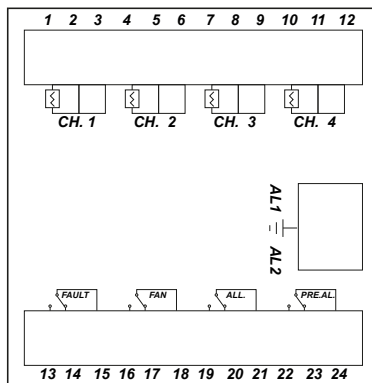 1 2 3 4 5 6 7 8 9 10 11 12
CH. 1 CH. 2 CH. 3 CH. 4
AL1
AL2
FAULT FAN ALL. PRE.AL.
13 14 15 16 17 18 19 20 21 22 23 24